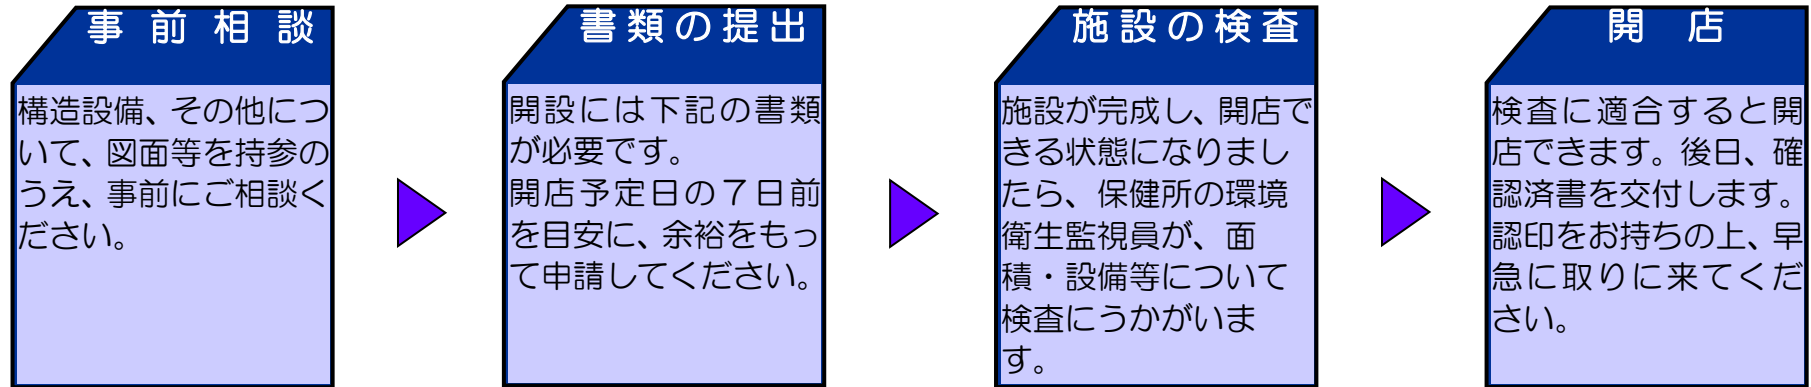 事前相談
構造設備、その他につ
いて、図面等を持参の
うえ、事前にご相談く
ださい。
書類の提出
開設には下記の書類
が必要です。
開店予定日の７日前
を目安に、余裕をもっ
て申請してください。
施設の検査
施設が完成し、開店で
きる状態になりまし
たら、保健所の環境
衛生監視員が、面
積・設備等について
検査にうかがいま
す。
開店
検査に適合すると開
店できます。後日、確
認済書を交付します。
認印をお持ちの上、早
急に取りに来てくだ
さい。